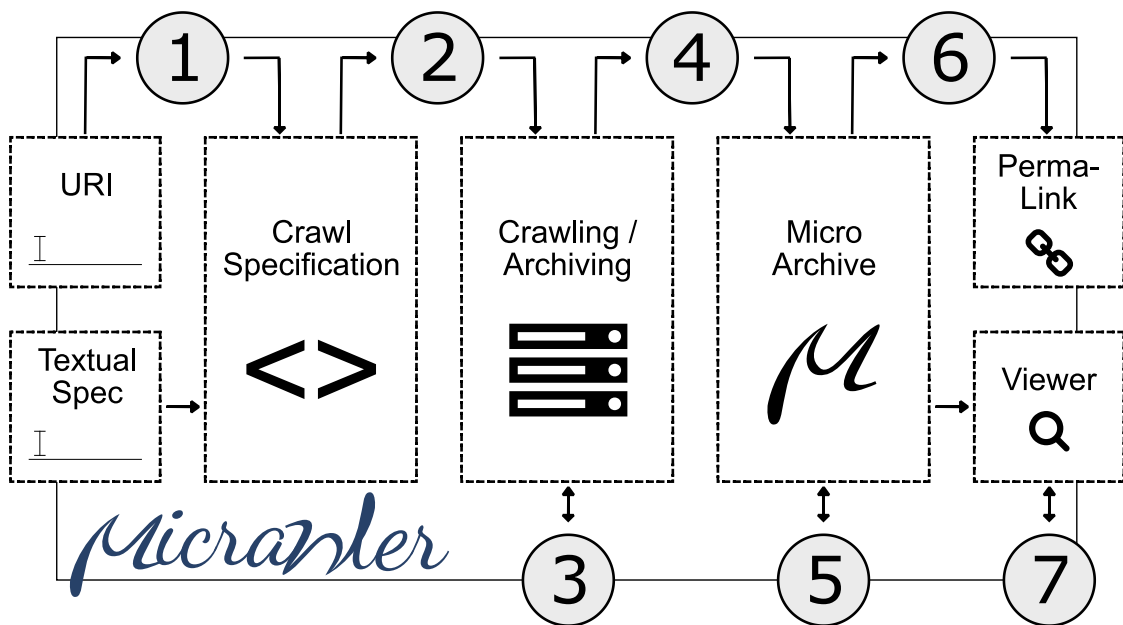 1
2
4
6
URI
Textual
Spec
Crawl
Specification
< >
Crawling /
Archiving
Micro
Archive
μ
Perma-
Link
Viewer
Micrawler
3
5
7